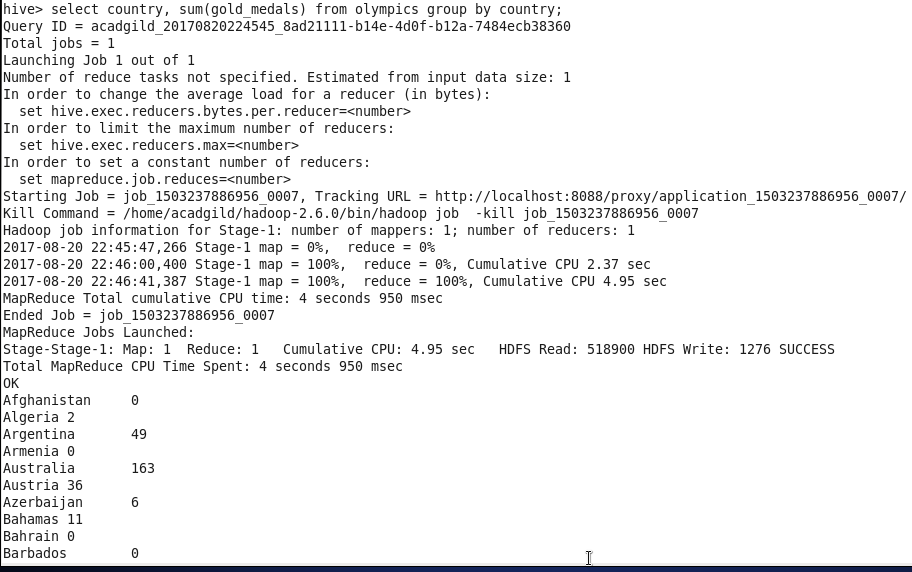 hive> select country, sum(gold_medals) from olympics group by country;
Query ID = acadgild_20170820224545_8ad21111-b14e-4d0f-b12a-7484ecb38360
Total jobs = 1
Launching Job 1 out of 1
Number of reduce tasks not specified. Estimated from input data size: 1
In order to change the average load for a reducer (in bytes):
  set hive.exec.reducers.bytes.per.reducer=<number>
In order to limit the maximum number of reducers:
  set hive.exec.reducers.max=<number>
In order to set a constant number of reducers:
  set mapreduce.job.reduces=<number>
Starting Job = job_1503237886956_0007, Tracking URL = http://localhost:8088/proxy/application_1503237886956_0007/
Kill Command = /home/acadgild/hadoop-2.6.0/bin/hadoop job  -kill job_1503237886956_0007
Hadoop job information for Stage-1: number of mappers: 1; number of reducers: 1
2017-08-20 22:45:47,266 Stage-1 map = 0%,  reduce = 0%
2017-08-20 22:46:00,400 Stage-1 map = 100%,  reduce = 0%, Cumulative CPU 2.37 sec
2017-08-20 22:46:41,387 Stage-1 map = 100%,  reduce = 100%, Cumulative CPU 4.95 sec
MapReduce Total cumulative CPU time: 4 seconds 950 msec
Ended Job = job_1503237886956_0007
MapReduce Jobs Launched:
Stage-Stage-1: Map: 1  Reduce: 1   Cumulative CPU: 4.95 sec   HDFS Read: 518900 HDFS Write: 1276 SUCCESS
Total MapReduce CPU Time Spent: 4 seconds 950 msec
OK
Afghanistan     0
Algeria 2
Argentina       49
Armenia 0
Australia       163
Austria 36
Azerbaijan      6
Bahamas 11
Bahrain 0
Barbados        0